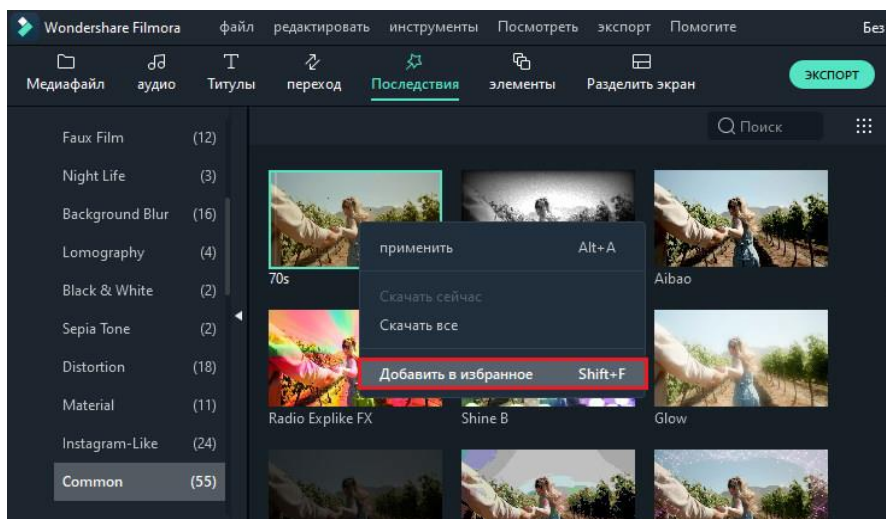 Wondershare Filmora файл редактировать инструменты Посмотреть экспорт Помогите Без
Медиафайл аудио Титулы переход Последствия элементы Разделить экран экспорт
Поиск
Faux Film (12)
Night Life (3)
Background Blur (16)
Lomography (4)
Black & White (2)
Sepia Tone (2)
Distortion (18)
Material (11)
Instagram-Like (24)
Common (55)
70s
Aibao
применить Alt+A
Скачать сейчас
Скачать все
Добавить в избранное Shift+F
Radio Explike FX Shine B Glow